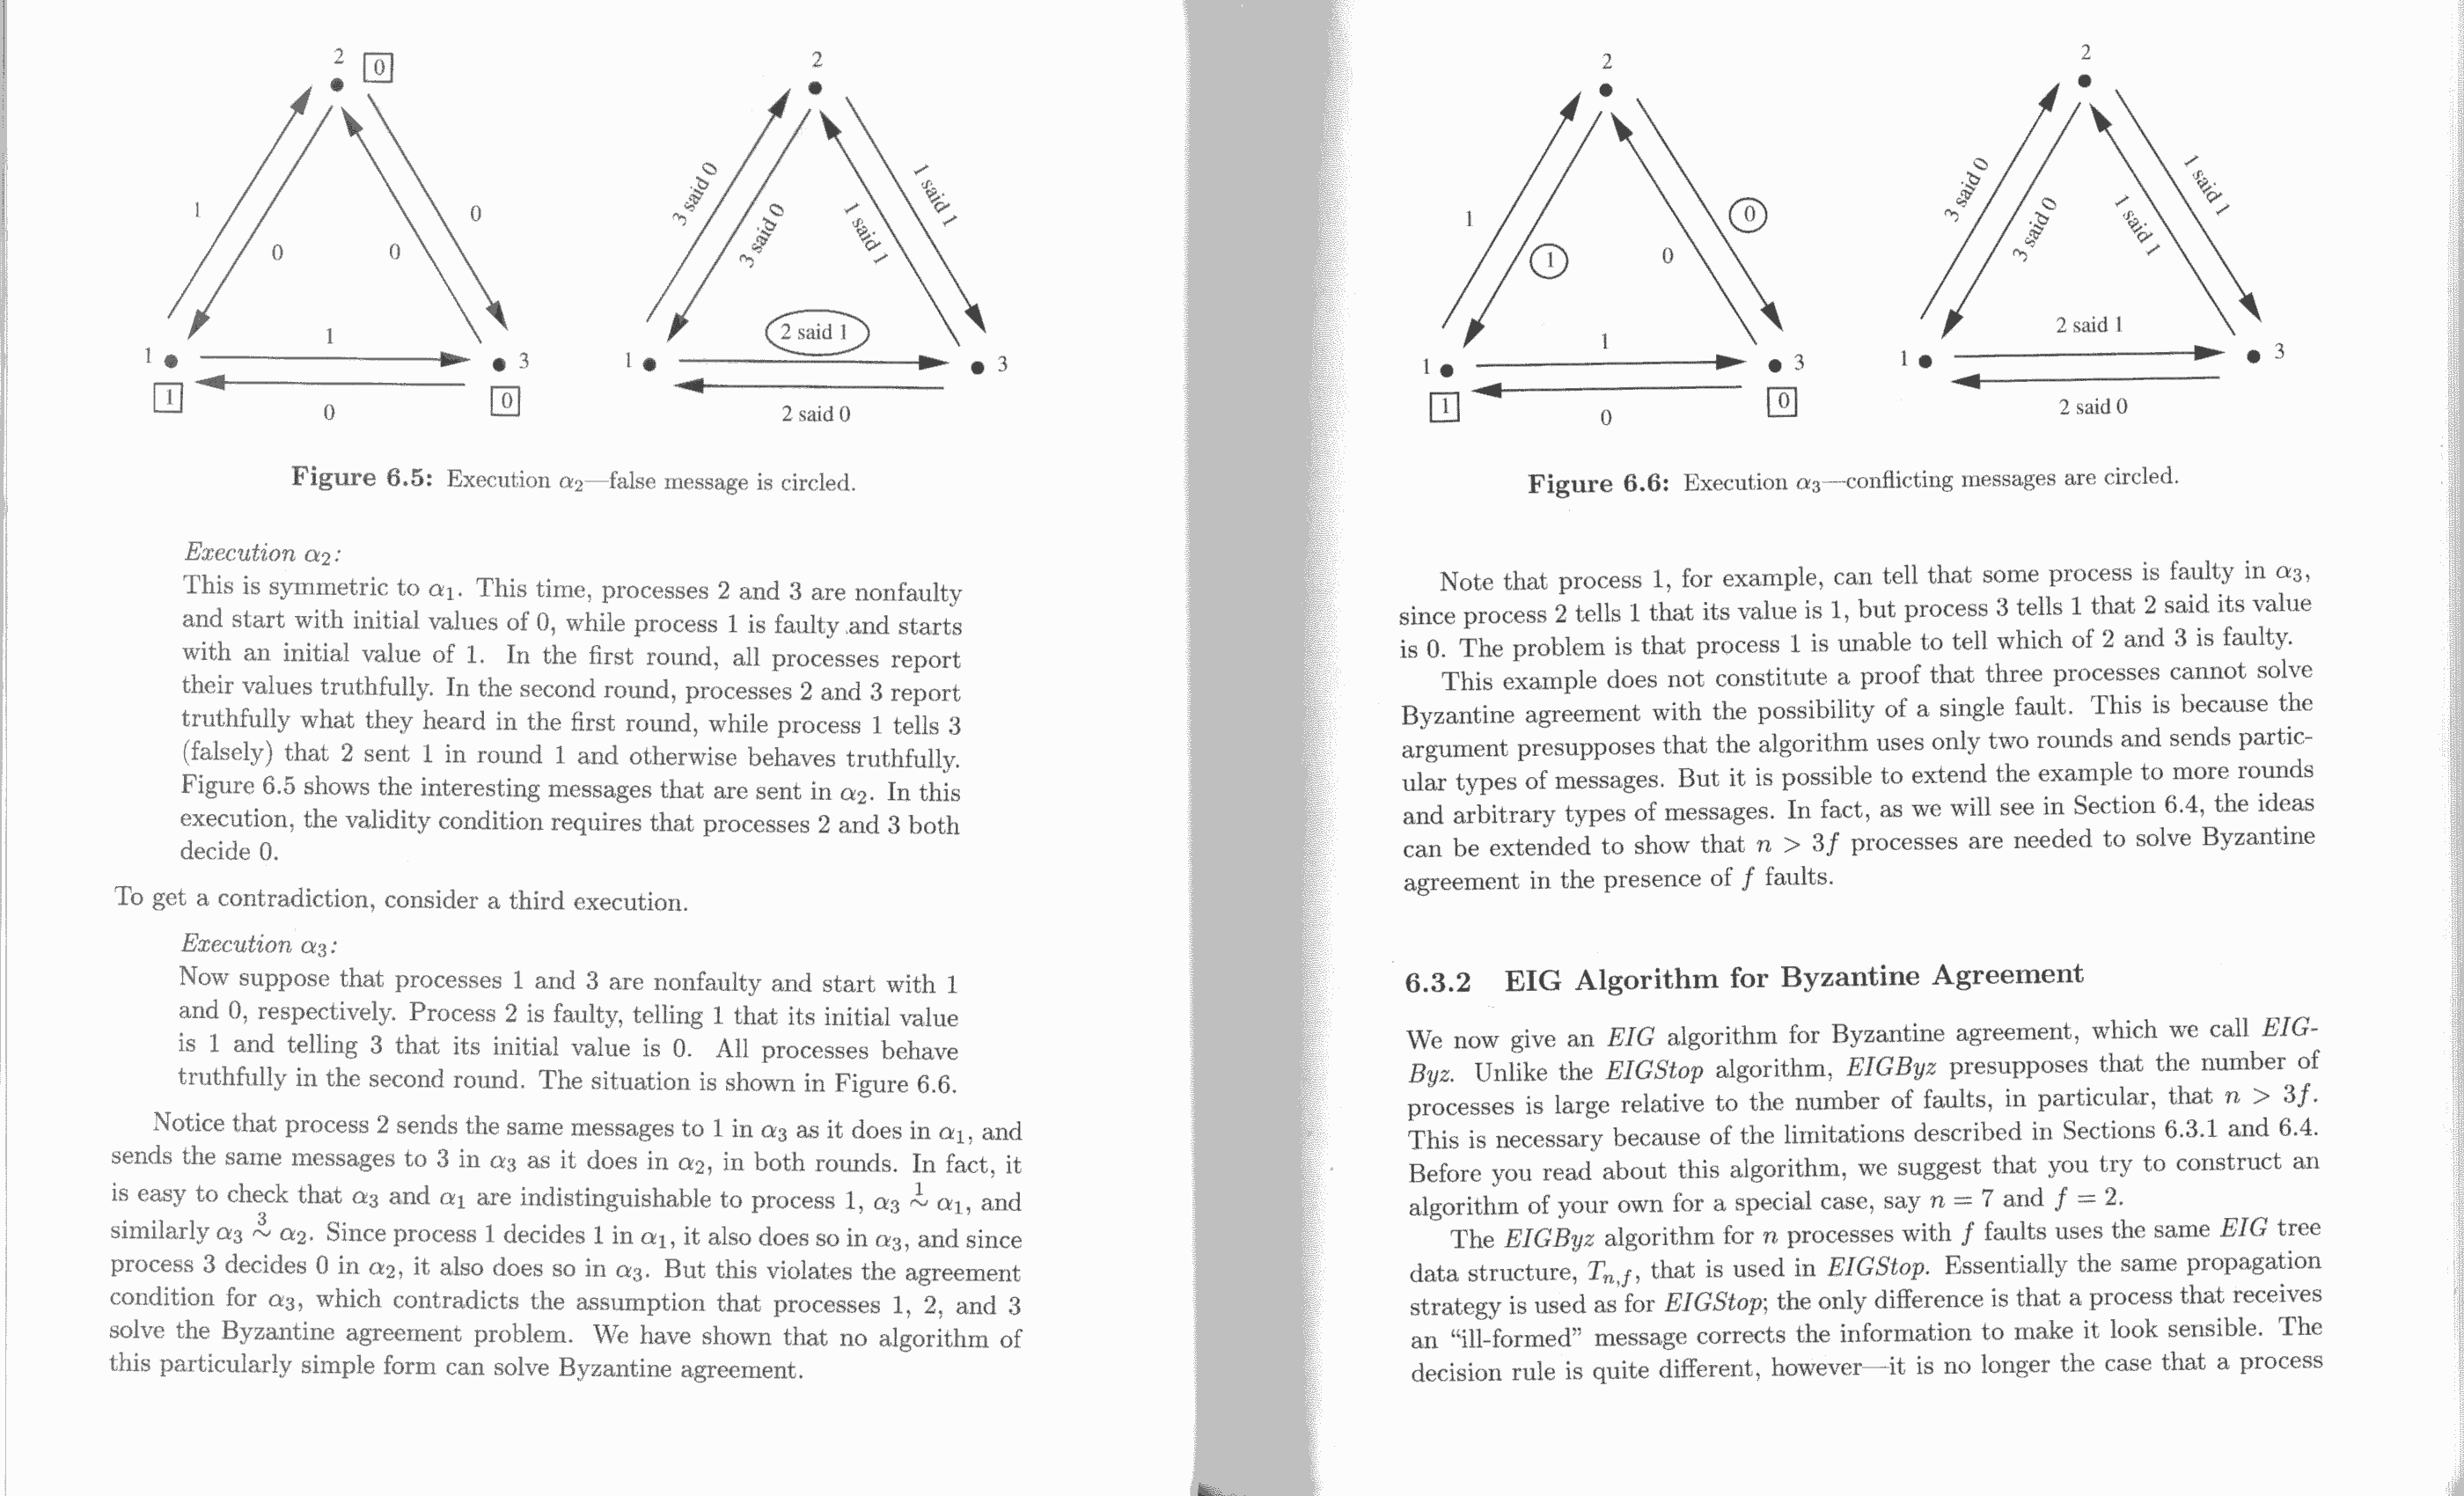 2 0
1
0
0
0
1
1
3
1
0
0
2
3 said 0
3 said 0
1 said 1
1 said 1
2 said 1
1
3
2 said 0
Figure 6.5: Execution α2—false message is circled.
Execution α2:
This is symmetric to α1. This time, processes 2 and 3 are nonfaulty
and start with initial values of 0, while process 1 is faulty and starts
with an initial value of 1. In the first round, all processes report
their values truthfully. In the second round, processes 2 and 3 report
truthfully what they heard in the first round, while process 1 tells 3
(falsely) that 2 sent 1 in round 1 and otherwise behaves truthfully.
Figure 6.5 shows the interesting messages that are sent in α2. In this
execution, the validity condition requires that processes 2 and 3 both
decide 0.
To get a contradiction, consider a third execution.
Execution α3:
Now suppose that processes 1 and 3 are nonfaulty and start with 1
and 0, respectively. Process 2 is faulty, telling 1 that its initial value
is 1 and telling 3 that its initial value is 0. All processes behave
truthfully in the second round. The situation is shown in Figure 6.6.
Notice that process 2 sends the same messages to 1 in α3 as it does in α1, and
sends the same messages to 3 in α3 as it does in α2, in both rounds. In fact, it
is easy to check that α3 and α1 are indistinguishable to process 1, α3 1∼ α1, and
similarly α3 3∼ α2. Since process 1 decides 1 in α1, it also does so in α3, and since
process 3 decides 0 in α2, it also does so in α3. But this violates the agreement
condition for α3, which contradicts the assumption that processes 1, 2, and 3
solve the Byzantine agreement problem. We have shown that no algorithm of
this particularly simple form can solve Byzantine agreement.
2
1
0
1
0
1
1
3
1
0
0
2
3 said 0
3 said 0
1 said 1
1 said 1
2 said 1
1
3
2 said 0
Figure 6.6: Execution α3—conflicting messages are circled.
Note that process 1, for example, can tell that some process is faulty in α3,
since process 2 tells 1 that its value is 1, but process 3 tells 1 that 2 said its value
is 0. The problem is that process 1 is unable to tell which of 2 and 3 is faulty.
This example does not constitute a proof that three processes cannot solve
Byzantine agreement with the possibility of a single fault. This is because the
argument presupposes that the algorithm uses only two rounds and sends partic-
ular types of messages. But it is possible to extend the example to more rounds
and arbitrary types of messages. In fact, as we will see in Section 6.4, the ideas
can be extended to show that n > 3f processes are needed to solve Byzantine
agreement in the presence of f faults.
6.3.2 EIG Algorithm for Byzantine Agreement
We now give an EIG algorithm for Byzantine agreement, which we call EIG-
Byz. Unlike the EIGStop algorithm, EIGByz presupposes that the number of
processes is large relative to the number of faults, in particular, that n > 3f.
This is necessary because of the limitations described in Sections 6.3.1 and 6.4.
Before you read about this algorithm, we suggest that you try to construct an
algorithm of your own for a special case, say n = 7 and f = 2.
The EIGByz algorithm for n processes with f faults uses the same EIG tree
data structure, Tn,f, that is used in EIGStop. Essentially the same propagation
strategy is used as for EIGStop; the only difference is that a process that receives
an “ill-formed” message corrects the information to make it look sensible. The
decision rule is quite different, however—it is no longer the case that a process